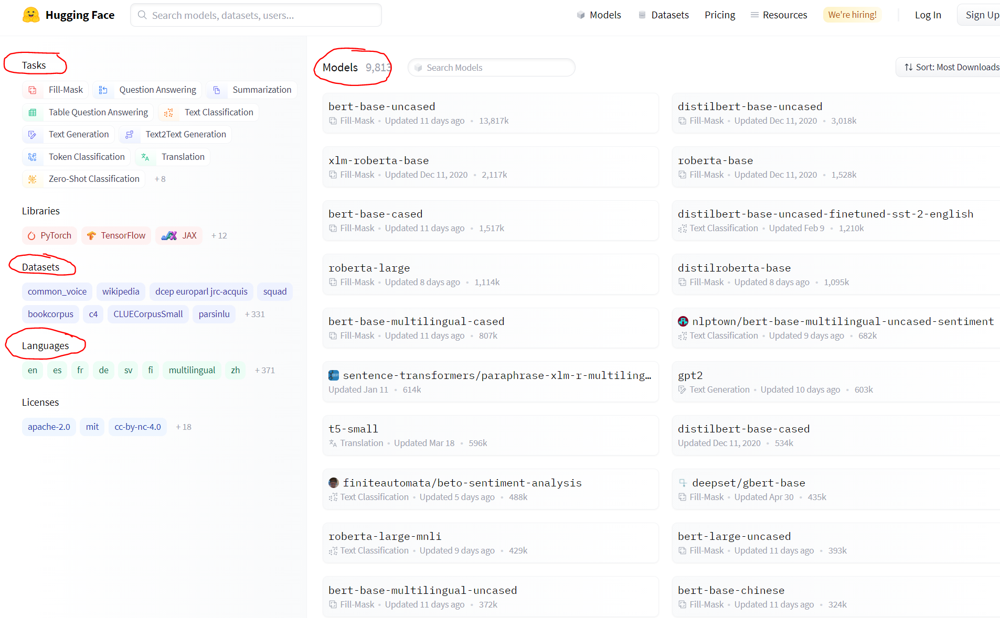 Hugging Face
Search models, datasets, users...
Models Datasets Pricing Resources We're hiring! Log In Sign Up
Tasks
Fill-Mask Question Answering Summarization
Table Question Answering Text Classification
Text Generation Text2Text Generation
Token Classification Translation
Zero-Shot Classification + 8
Libraries
PyTorch TensorFlow JAX + 12
Datasets
common_voice wikipedia dcep europarl jrc-acquis squad
bookcorpus c4 CLUECorpusSmall parsinlu + 331
Languages
en es fr de sv fi multilingual zh + 371
Licenses
apache-2.0 mit cc-by-nc-4.0 + 18
Models 9,813 Search Models Sort: Most Downloads
bert-base-uncased
Fill-Mask • Updated 11 days ago • 13,817k
distilbert-base-uncased
Fill-Mask • Updated Dec 11, 2020 • 3,018k
xlm-roberta-base
Fill-Mask • Updated Dec 11, 2020 • 2,117k
roberta-base
Fill-Mask • Updated Dec 11, 2020 • 1,528k
bert-base-cased
Fill-Mask • Updated 11 days ago • 1,517k
distilbert-base-uncased-finetuned-sst-2-english
Text Classification • Updated Feb 9 • 1,210k
roberta-large
Fill-Mask • Updated 8 days ago • 1,114k
distilroberta-base
Fill-Mask • Updated 8 days ago • 1,095k
bert-base-multilingual-cased
Fill-Mask • Updated 11 days ago • 807k
nlptown/bert-base-multilingual-uncased-sentiment
Text Classification • Updated 9 days ago • 682k
sentence-transformers/paraphrase-xlm-r-multiling…
Updated Jan 11 • 614k
gpt2
Text Generation • Updated 10 days ago • 603k
t5-small
Translation • Updated Mar 18 • 596k
distilbert-base-cased
Updated Dec 11, 2020 • 534k
finiteautomata/beto-sentiment-analysis
Text Classification • Updated 5 days ago • 488k
deepset/gbert-base
Fill-Mask • Updated Apr 30 • 435k
roberta-large-mnli
Text Classification • Updated 9 days ago • 429k
bert-large-uncased
Fill-Mask • Updated 11 days ago • 393k
bert-base-multilingual-uncased
Fill-Mask • Updated 11 days ago • 372k
bert-base-chinese
Fill-Mask • Updated 11 days ago • 324k